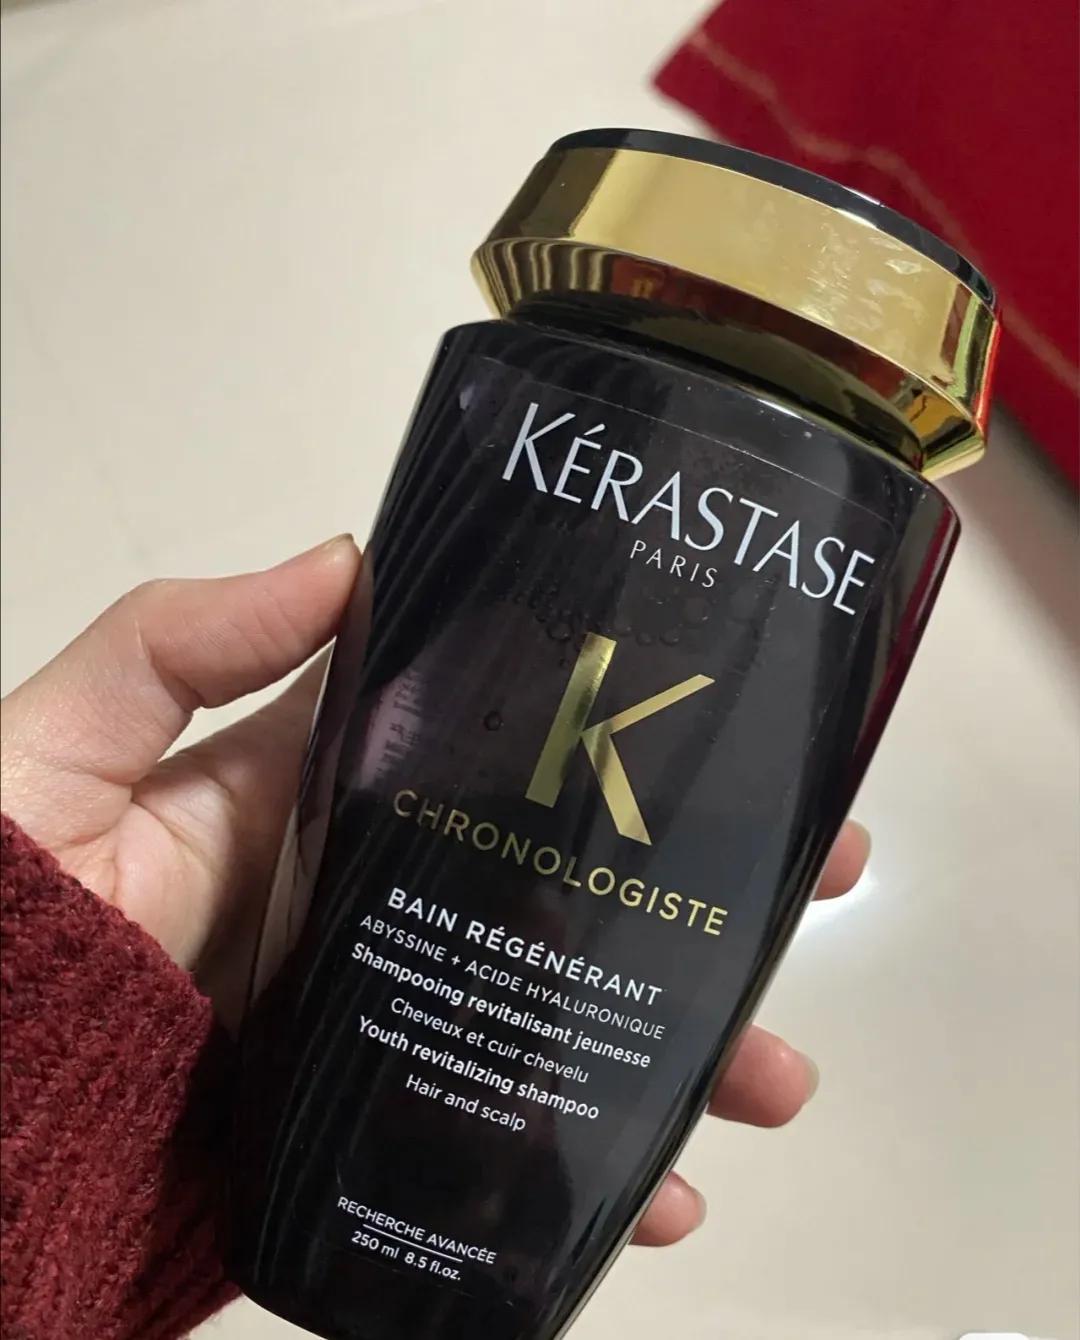 KÉRASTASE
PARIS
K
CHRONOLOGISTE
BAIN RÉGÉNÉRANT
ABYSSINE + ACIDE HYALURONIQUE
Shampooing revitalisant jeunesse
Cheveux et cuir chevelu
Youth revitalizing shampoo
Hair and scalp
RECHERCHE AVANCÉE
250 ml 8.5 fl.oz.